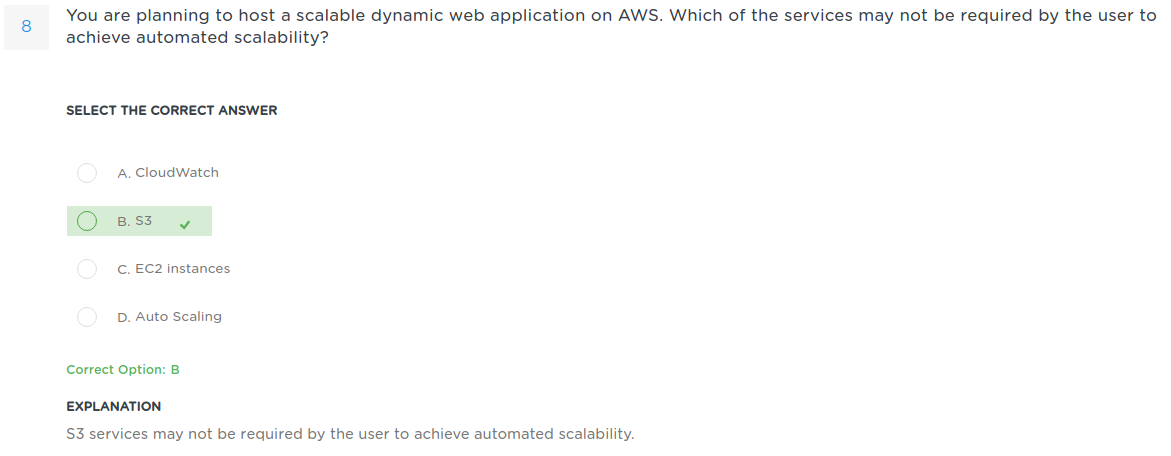 8
You are planning to host a scalable dynamic web application on AWS. Which of the services may not be required by the user to
achieve automated scalability?
SELECT THE CORRECT ANSWER
A. CloudWatch
B. S3
C. EC2 instances
D. Auto Scaling
Correct Option: B
EXPLANATION
S3 services may not be required by the user to achieve automated scalability.